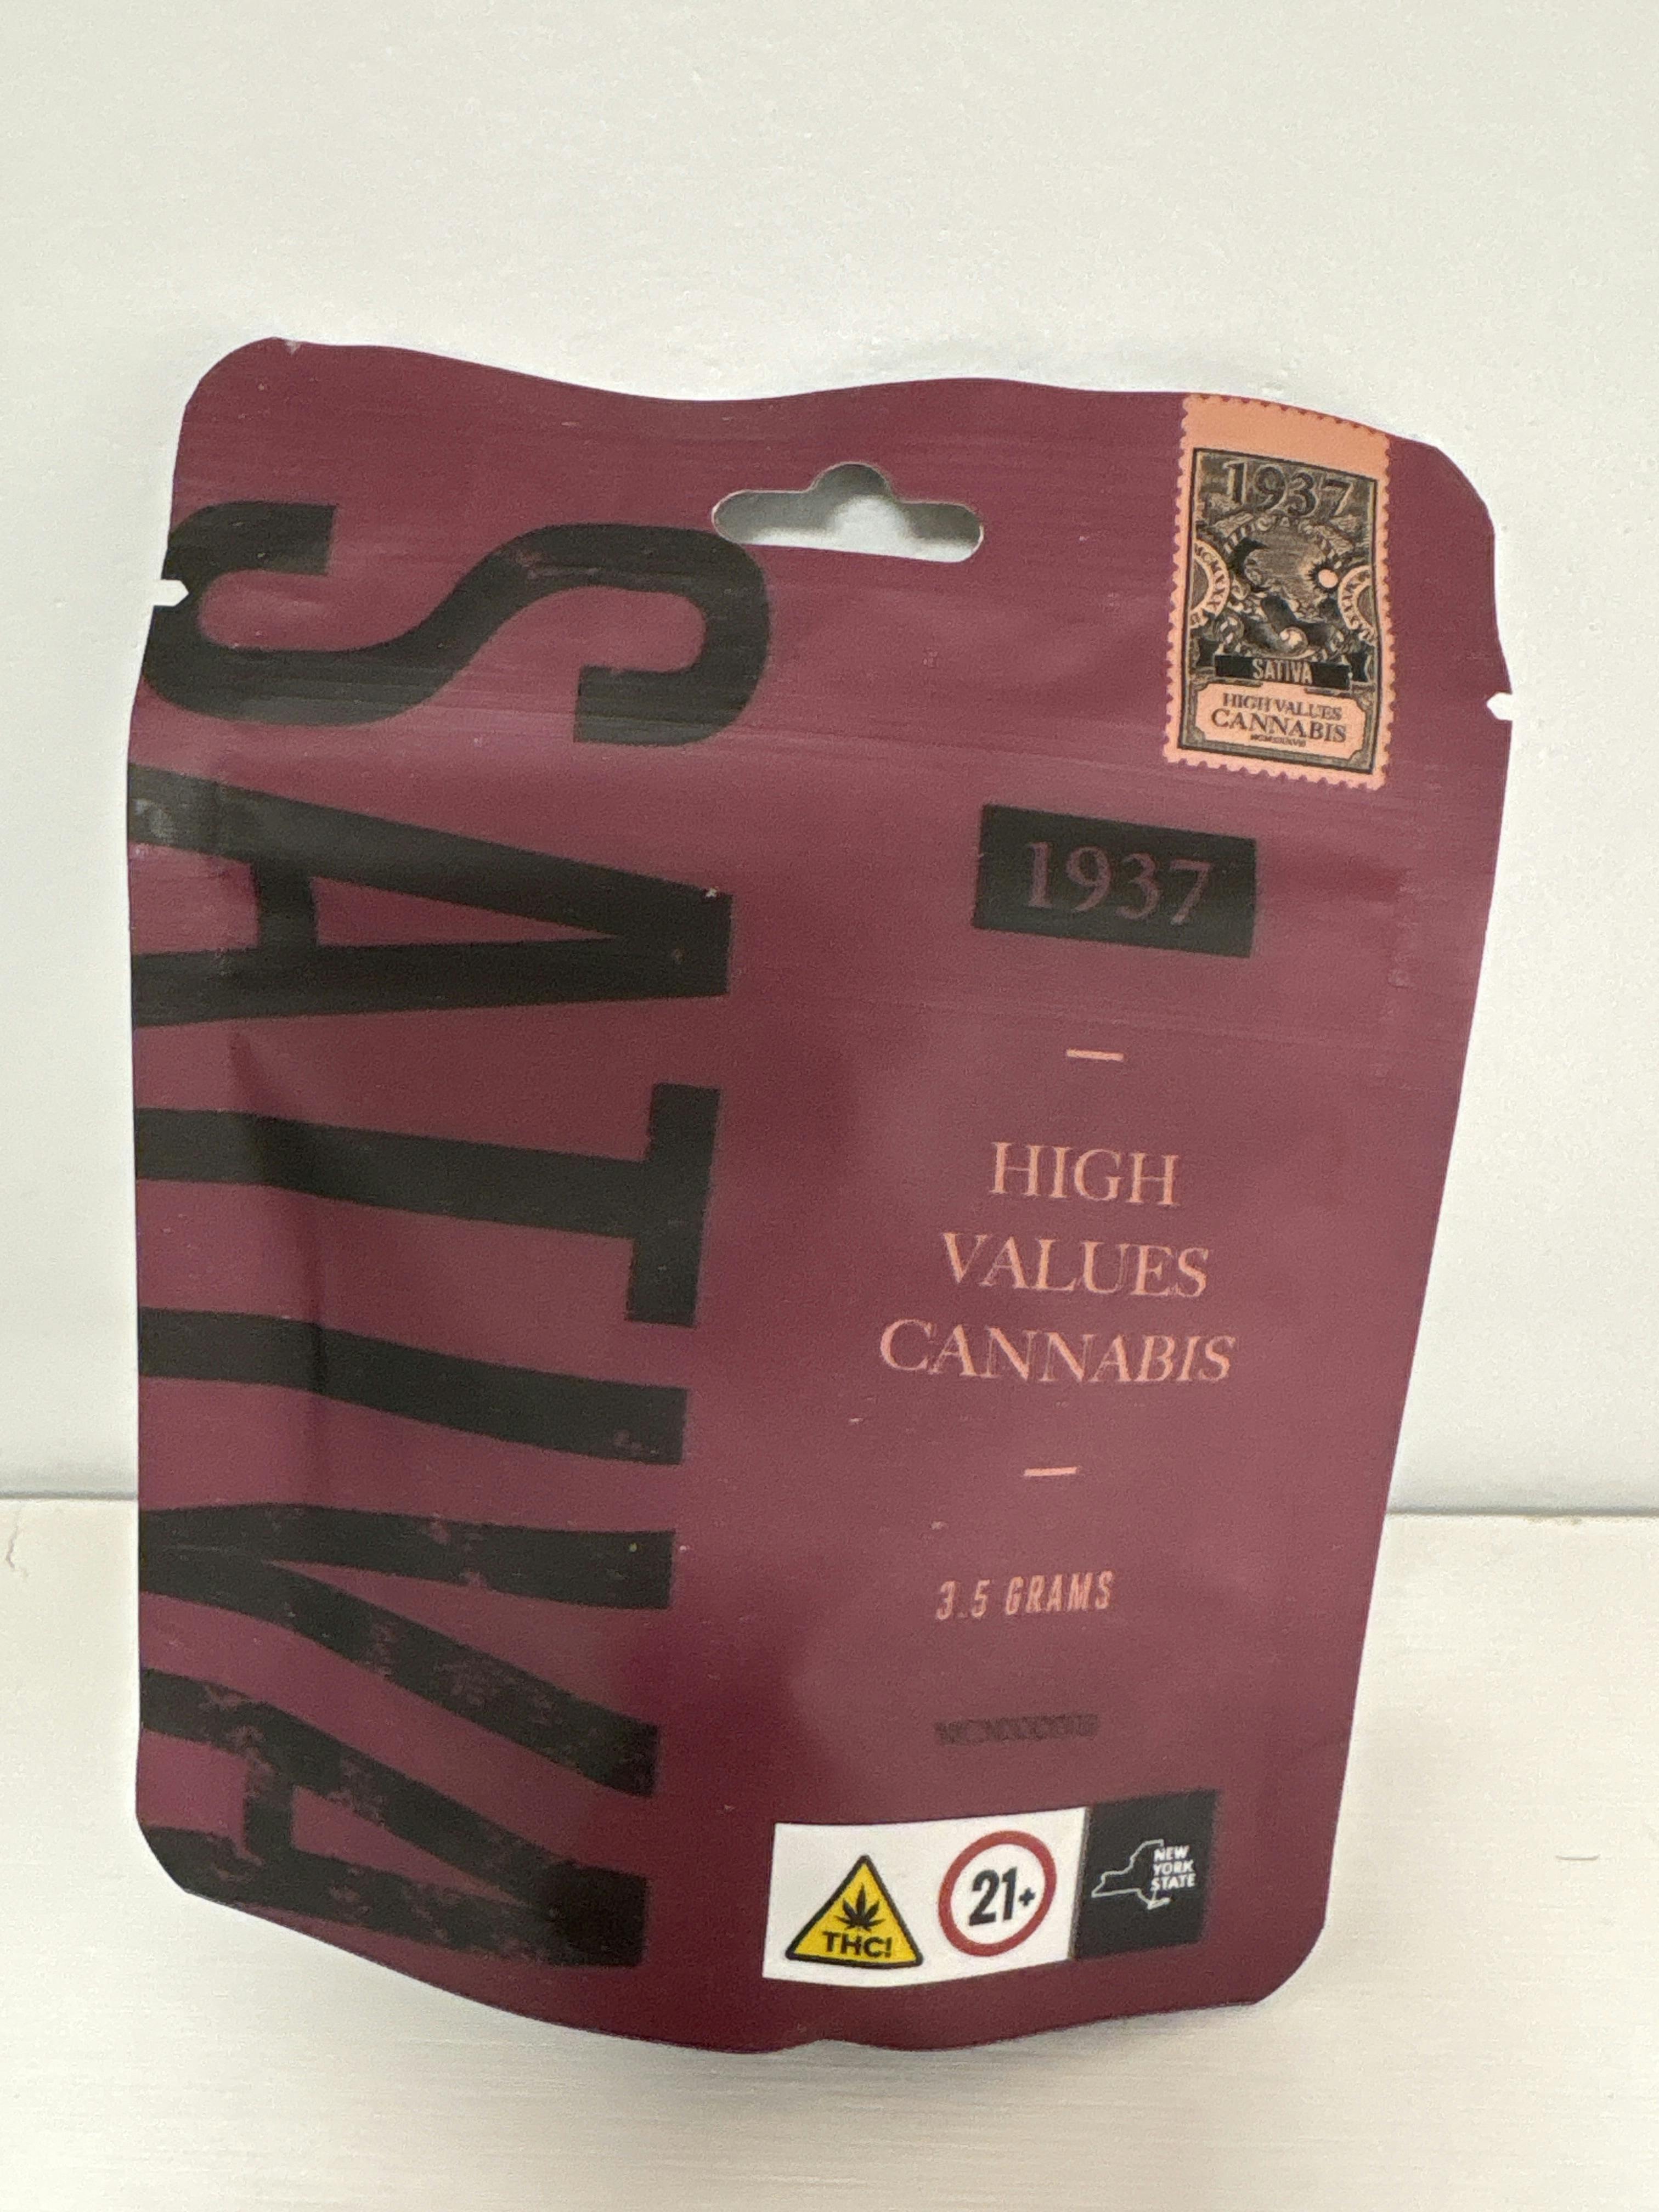 SATIVA
1937
SATIVA
HIGH VALUES
CANNABIS
1937
HIGH
VALUES
CANNABIS
3.5 GRAMS
THC!
21+
NEW
YORK
STATE